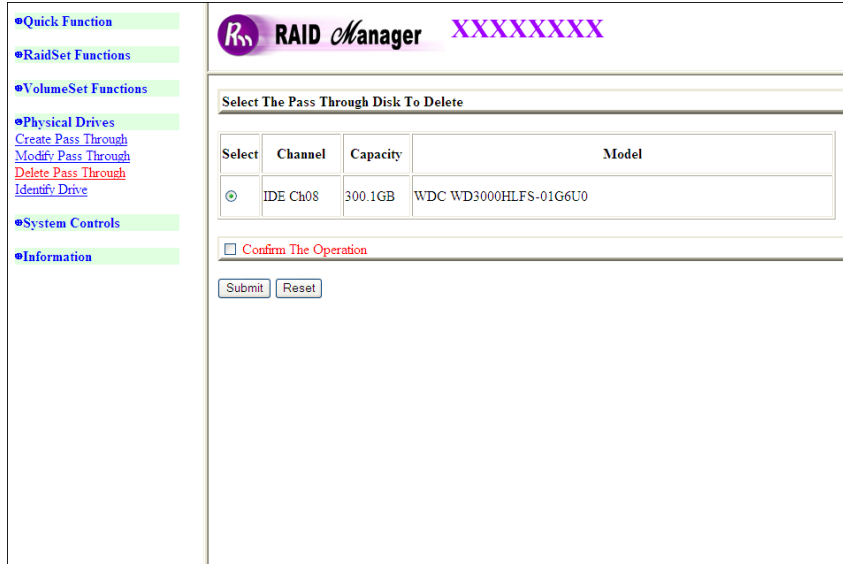 Quick Function
RaidSet Functions
VolumeSet Functions
Physical Drives
Create Pass Through
Modify Pass Through
Delete Pass Through
Identify Drive
System Controls
Information
Rm RAID Manager XXXXXXXX
Select The Pass Through Disk To Delete
Select Channel Capacity Model
IDE Ch08 300.1GB WDC WD3000HLFS-01G6U0
Confirm The Operation
Submit Reset